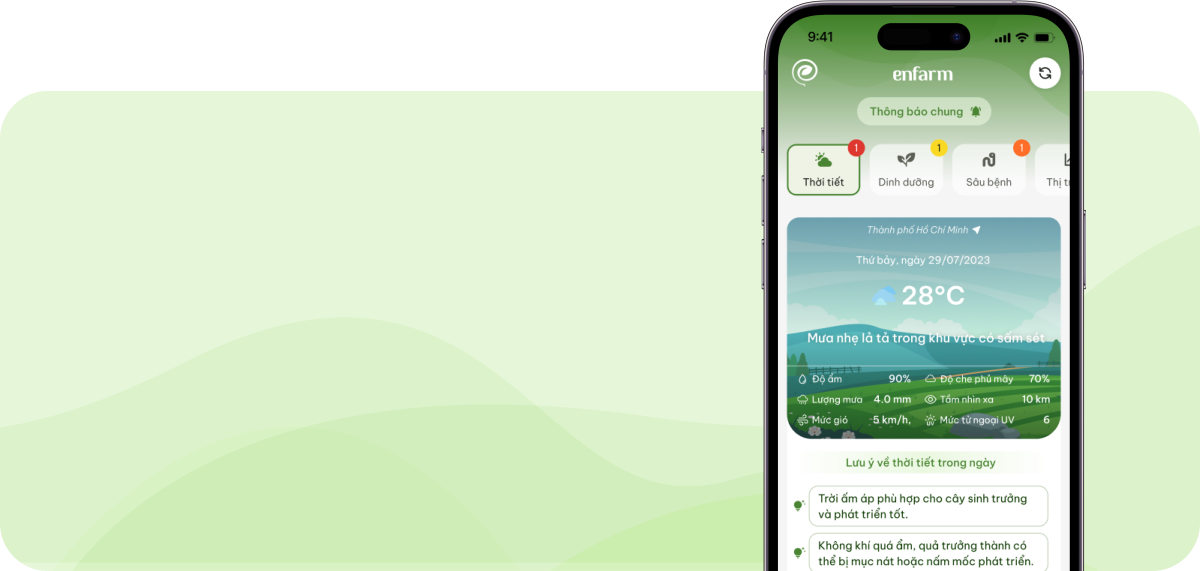 9:41
enfarm
Thông báo chung
1
1
1
Thời tiết
Dinh dưỡng
Sâu bệnh
Thành phố Hồ Chí Minh
Thứ bảy, ngày 29/07/2023
28°C
Mưa nhẹ lả tả trong khu vực có sấm sét
Độ ẩm 90% Độ che phủ mây 70%
Lượng mưa 4.0 mm Tầm nhìn xa 10 km
Mức gió 5 km/h, Mức tử ngoại UV 6
Lưu ý về thời tiết trong ngày
Trời ấm áp phù hợp cho cây sinh trưởng
và phát triển tốt.
Không khí quá ẩm, quả trưởng thành có
thể bị mục nát hoặc nấm mốc phát triển.